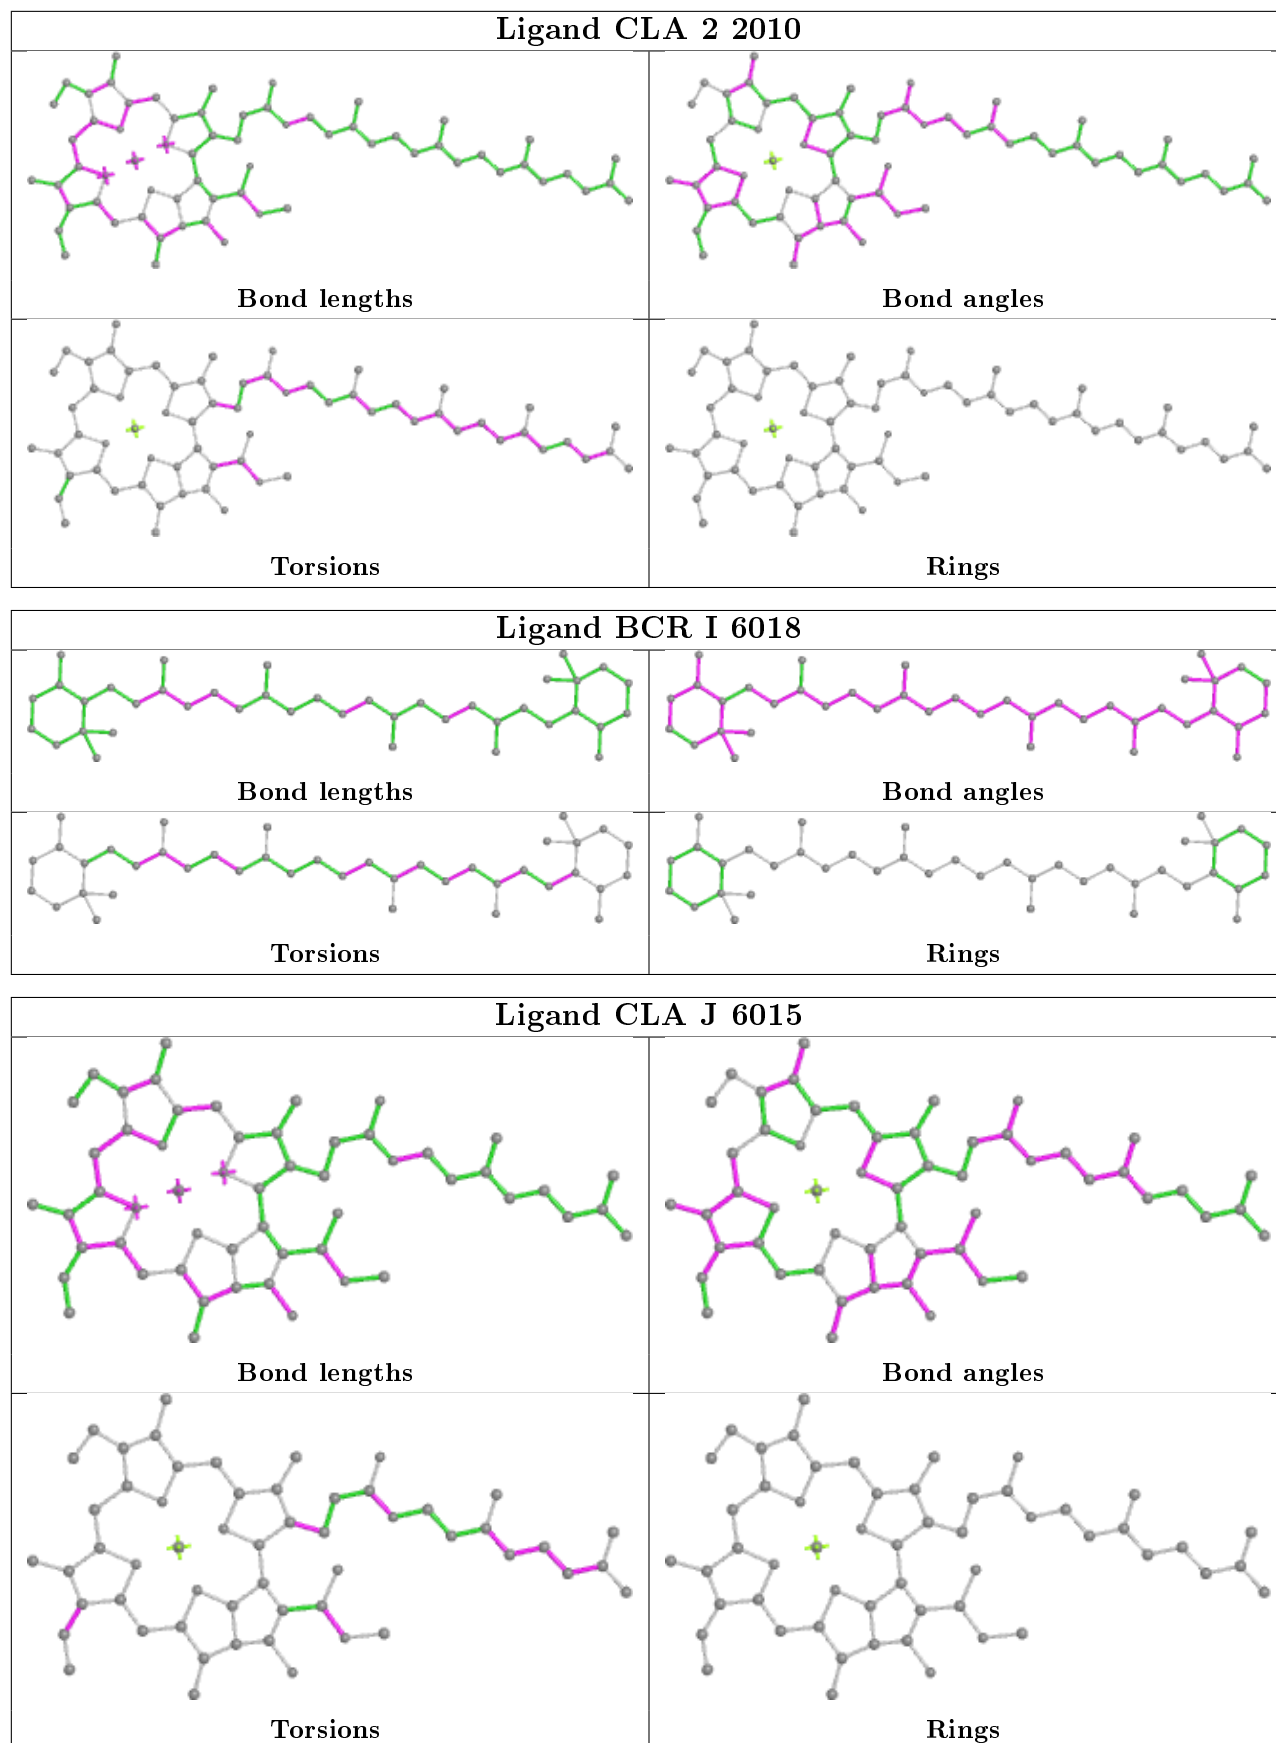 Ligand CLA 2 2010
Bond lengths
Bond angles
Torsions
Rings
Ligand BCR I 6018
Bond lengths
Bond angles
Torsions
Rings
Ligand CLA J 6015
Bond lengths
Bond angles
Torsions
Rings